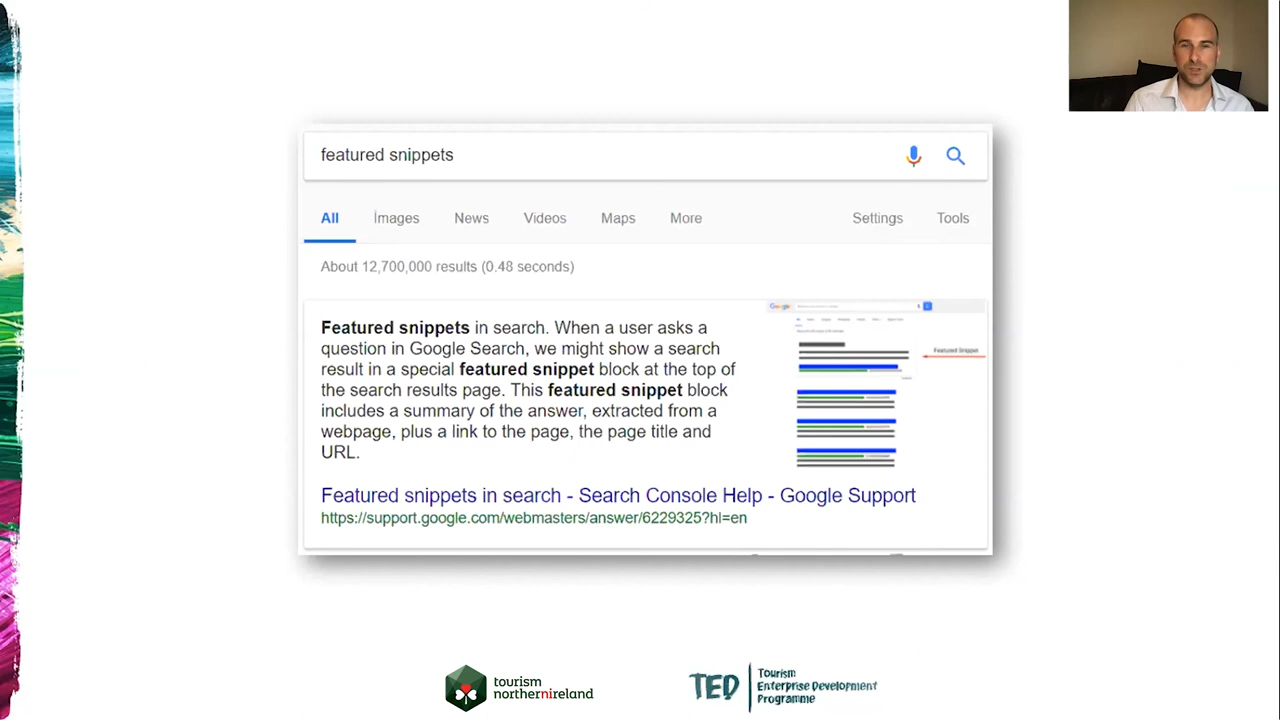 featured snippets
All Images News Videos Maps More Settings Tools
About 12,700,000 results (0.48 seconds)
Featured snippets in search. When a user asks a
question in Google Search, we might show a search
result in a special featured snippet block at the top of
the search results page. This featured snippet block
includes a summary of the answer, extracted from a
webpage, plus a link to the page, the page title and
URL.
Google
Featured Snippet
Featured snippets in search - Search Console Help - Google Support
https://support.google.com/webmasters/answer/6229325?hl=en
tourism
northernireland
TED
Tourism
Enterprise Development
Programme